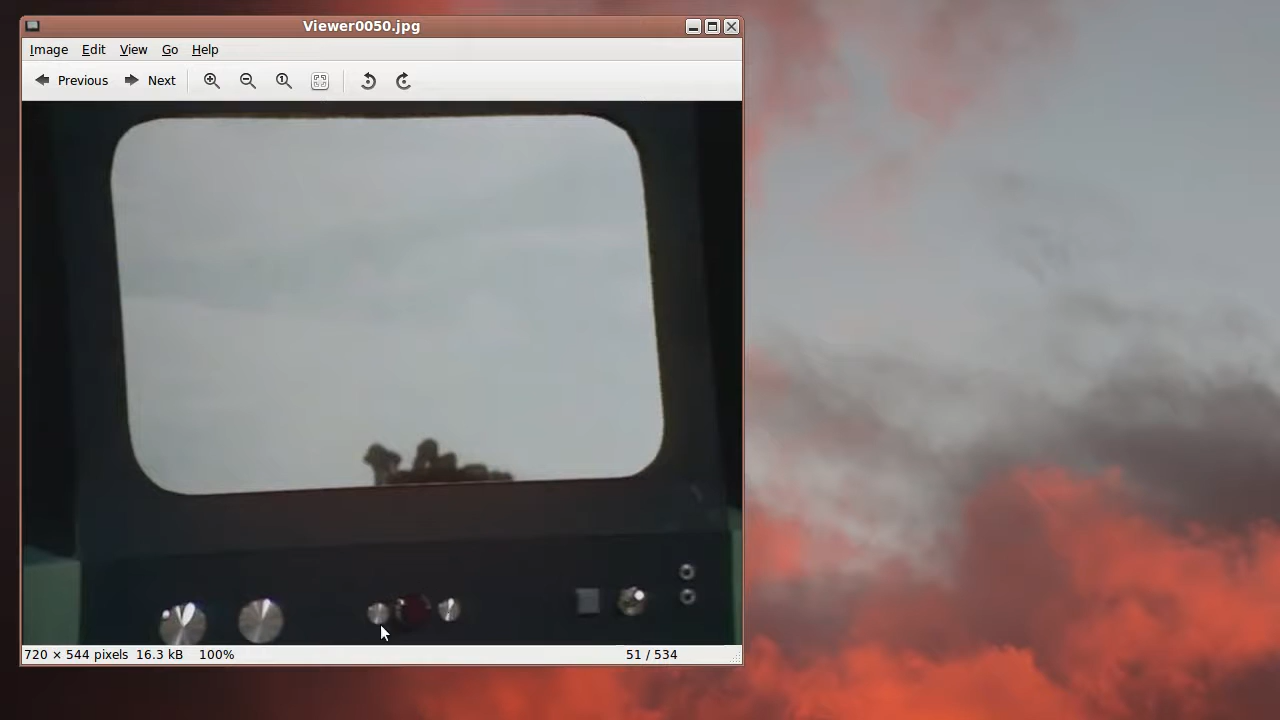 Viewer0050.jpg
Image Edit View Go Help
Previous Next
720 × 544 pixels 16.3 kB 100% 51 / 534